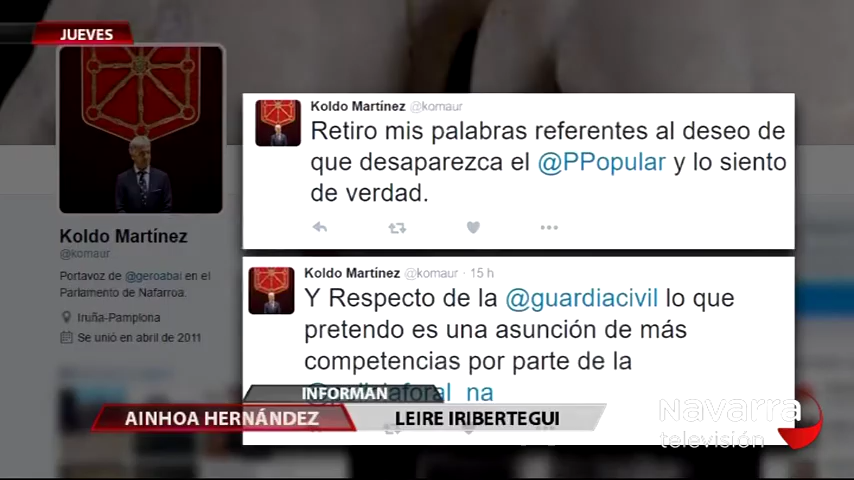 JUEVES
Koldo Martínez
@komaur
Portavoz de @geroabai en el
Parlamento de Nafarroa.
Iruña-Pamplona
Se unió en abril de 2011
Koldo Martínez @komaur
Retiro mis palabras referentes al deseo de
que desaparezca el @PPopular y lo siento
de verdad.
Koldo Martínez @komaur · 15 h
Y Respecto de la @guardiacivil lo que
pretendo es una asunción de más
competencias por parte de la
na
INFORMAN
AINHOA HERNÁNDEZ
LEIRE IRIBERTEGUI
Navarra
televisión